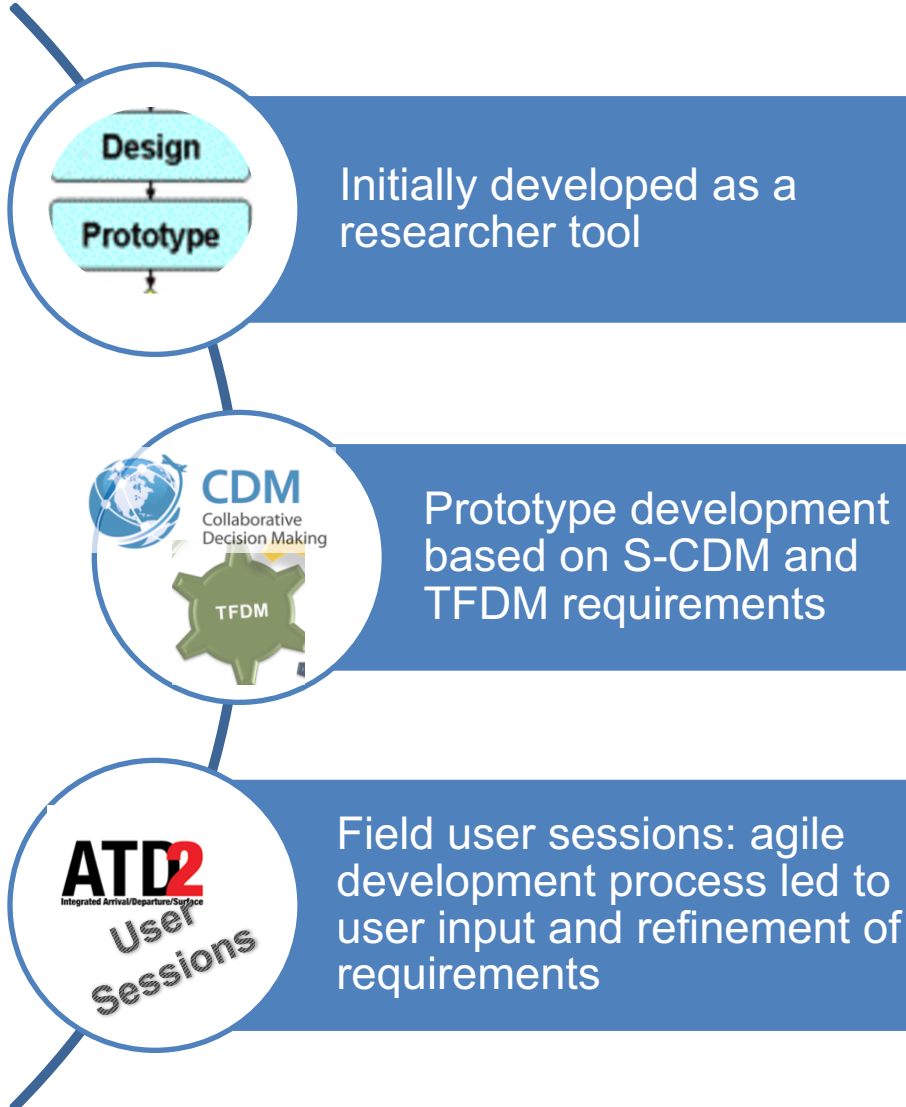 Design
Prototype
Initially developed as a
researcher tool
CDM
Collaborative
Decision Making
TFDM
Prototype development
based on S-CDM and
TFDM requirements
ATD2
Integrated Arrival/Departure/Surface
User
Sessions
Field user sessions: agile
development process led to
user input and refinement of
requirements